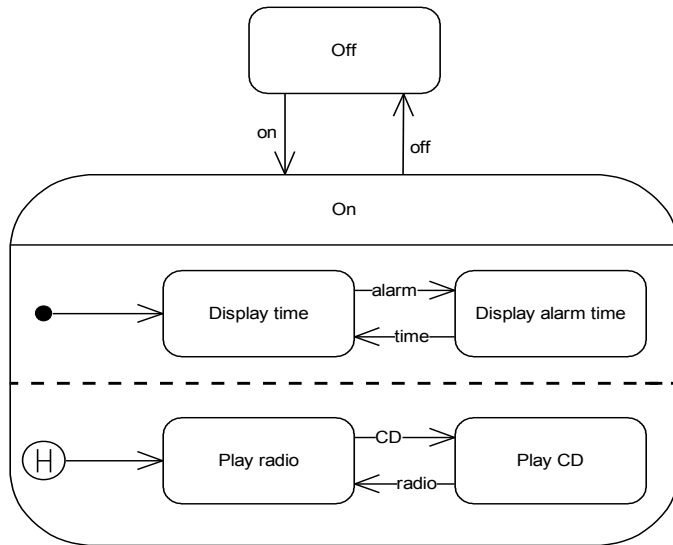 Off
on
off
On
Display time
alarm
time
Display alarm time
H
Play radio
CD
radio
Play CD